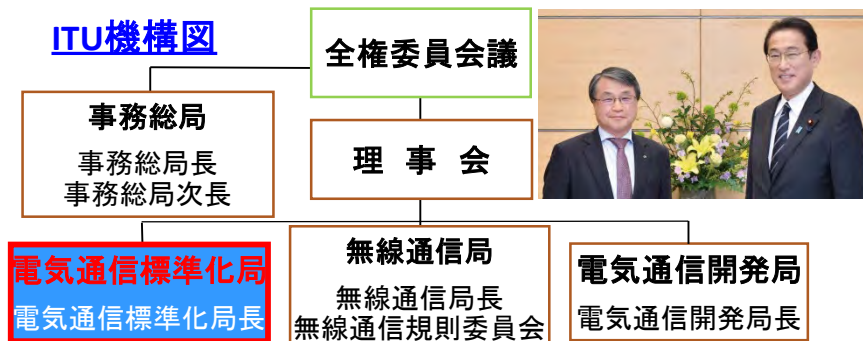 ITU機構図
全権委員会議
事務総局
事務総局長
事務総局次長
理 事 会
電気通信標準化局
電気通信標準化局長
無線通信局
無線通信局長
無線通信規則委員会
電気通信開発局
電気通信開発局長